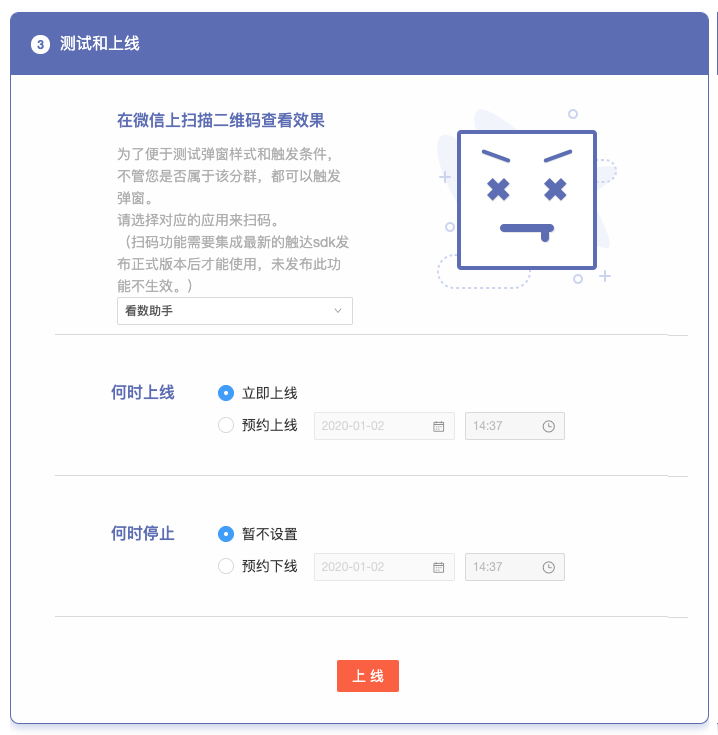 3 测试和上线
在微信上扫描二维码查看效果
为了便于测试弹窗样式和触发条件，
不管您是否属于该分群，都可以触发
弹窗。
请选择对应的应用来扫码。
（扫码功能需要集成最新的触达sdk发
布正式版本后才能使用，未发布此功
能不生效。）
看数助手
何时上线
立即上线
预约上线 2020-01-02 14:37
何时停止
暂不设置
预约下线 2020-01-02 14:37
上 线